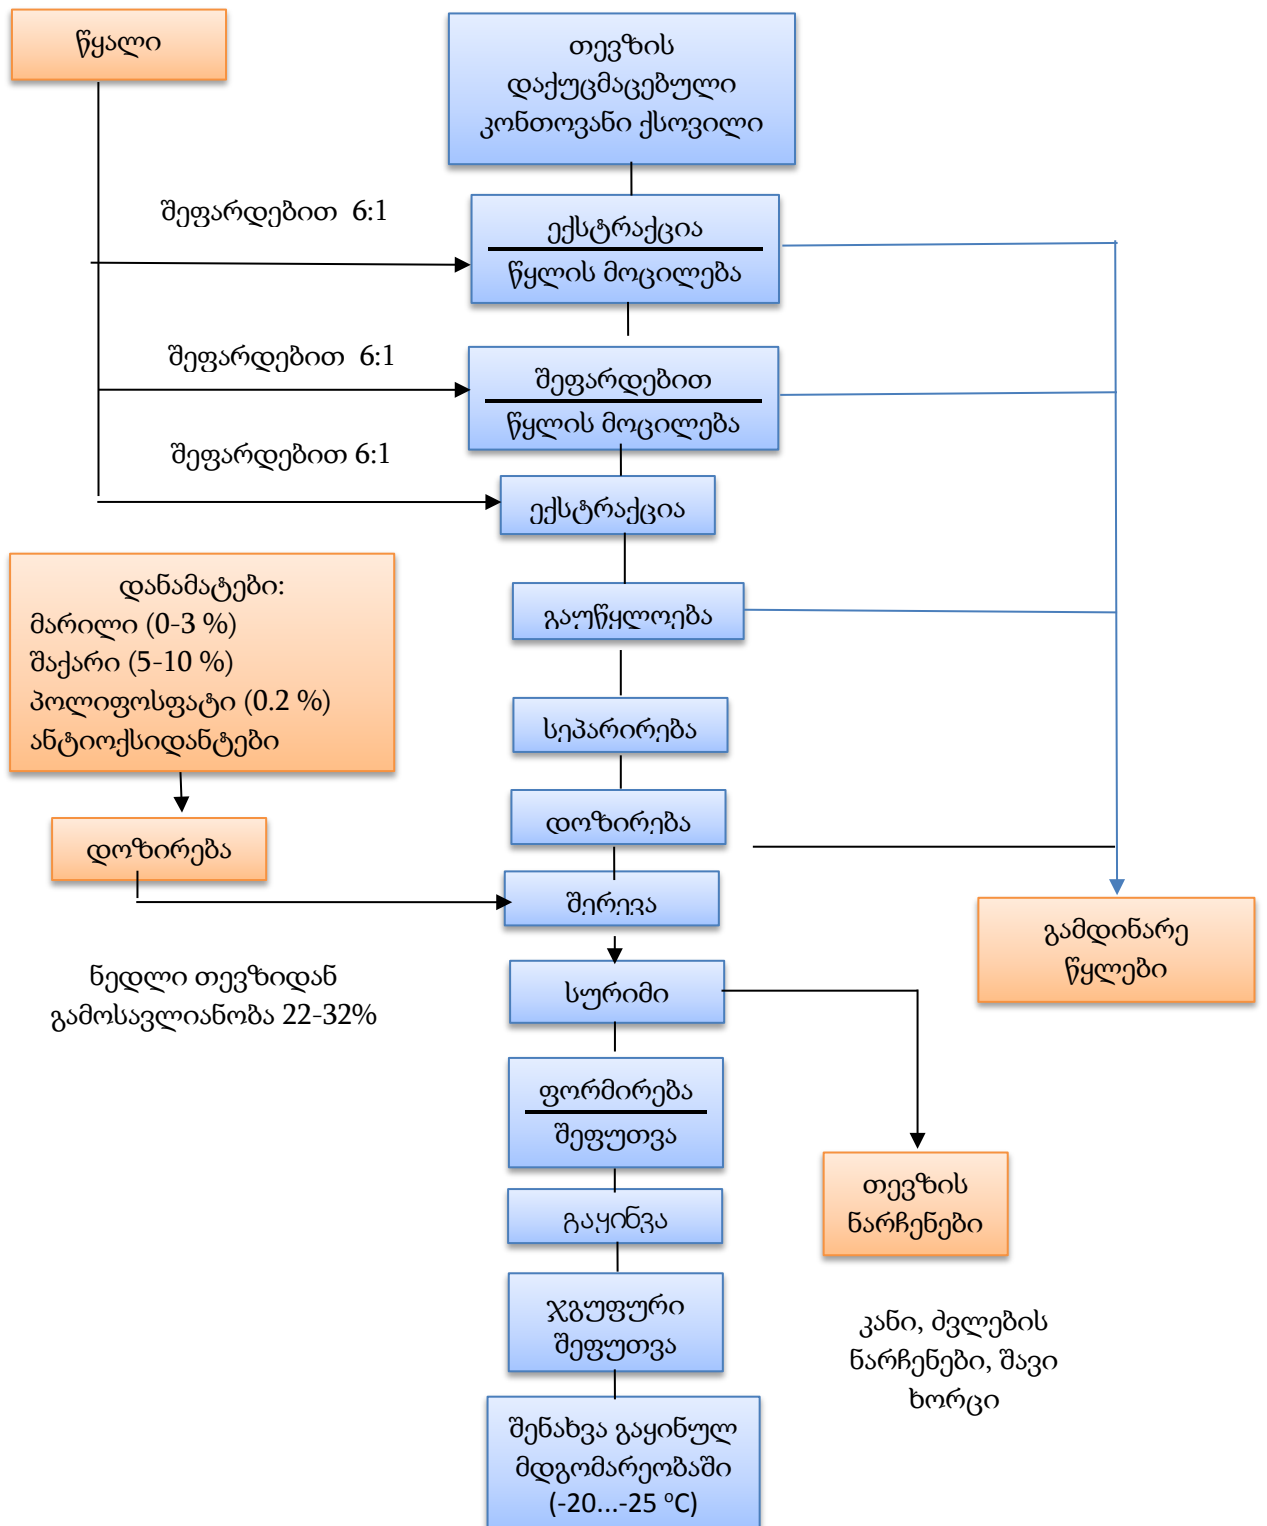 წყალი
თევზის
დაქუცმაცებული
კონთოვანი ქსოვილი
შეფარდებით 6:1
ექსტრაქცია
წყლის მოცილება
შეფარდებით 6:1
შეფარდებით
წყლის მოცილება
შეფარდებით 6:1
ექსტრაქცია
დანამატები:
მარილი (0-3 %)
შაქარი (5-10 %)
პოლიფოსფატი (0.2 %)
ანტიოქსიდანტები
გაუწყლოება
სეპარირება
დოზირება
დოზირება
შერევა
გამდინარე
წყლები
ნედლი თევზიდან
გამოსავლიანობა 22-32%
სურიმი
ფორმირება
შეფუთვა
თევზის
ნარჩენები
გაყინვა
ჯგუფური
შეფუთვა
კანი, ძვლების
ნარჩენები, შავი
ხორცი
შენახვა გაყინულ
მდგომარეობაში
(-20...-25 ºC)